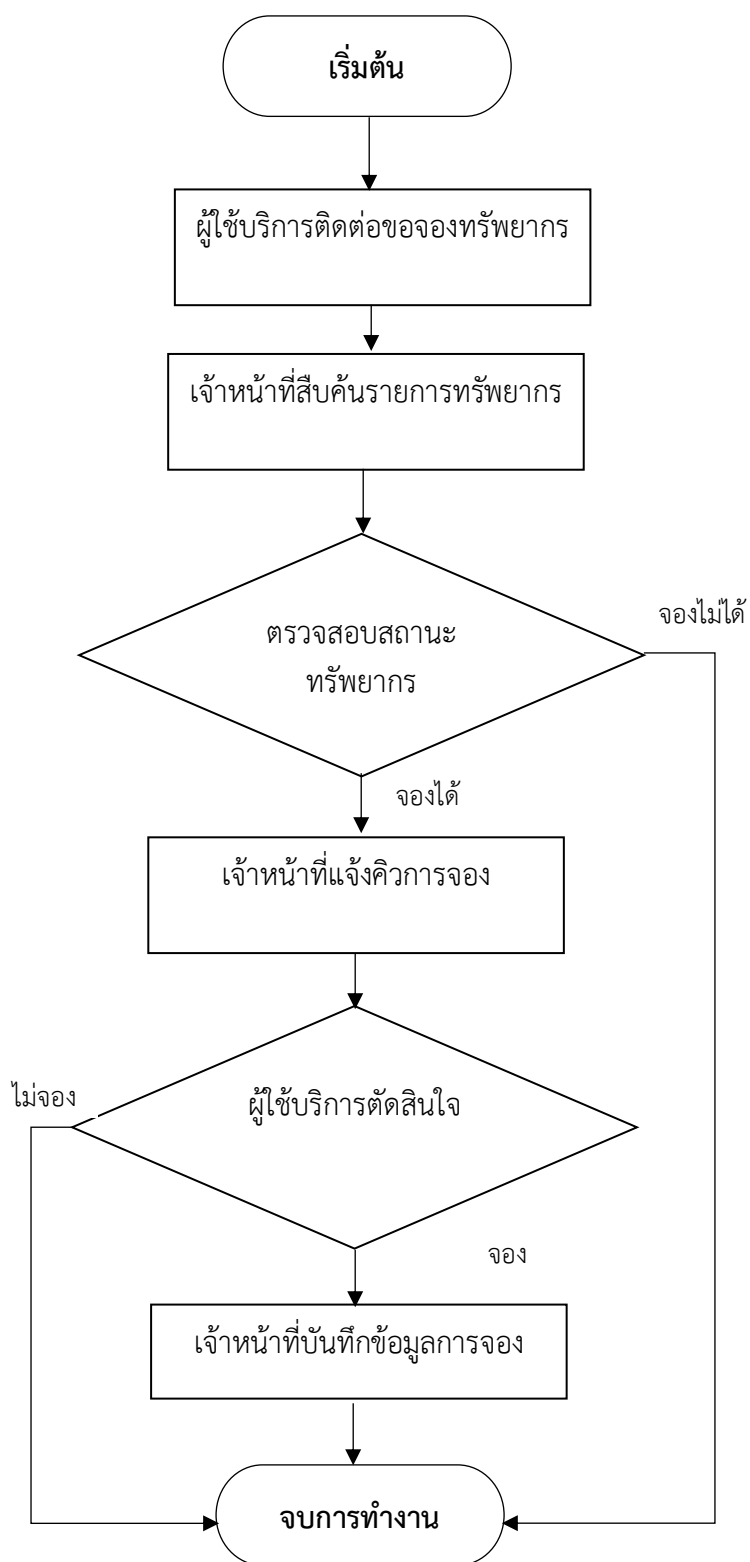 เริ่มต้น
ผู้ใช้บริการติดต่อขอจองทรัพยากร
เจ้าหน้าที่สืบค้นรายการทรัพยากร
จองไม่ได้
ตรวจสอบสถานะ
ทรัพยากร
จองได้
เจ้าหน้าที่แจ้งคิวการจอง
ไม่จอง
ผู้ใช้บริการตัดสินใจ
จอง
เจ้าหน้าที่บันทึกข้อมูลการจอง
จบการทำงาน